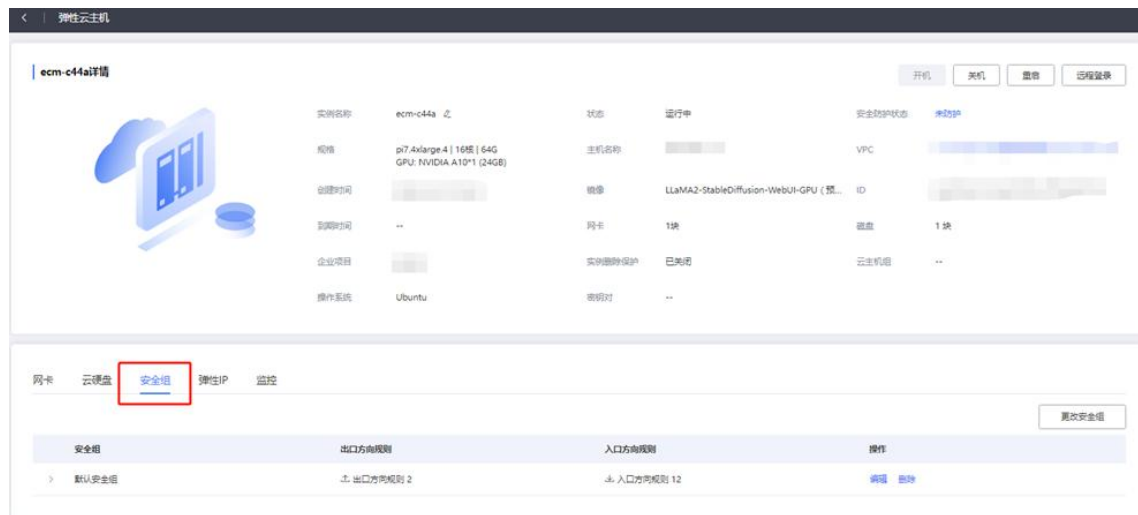 弹性云主机
ecm-c44a详情
开机 关机 重启 远程登录
实例名称 ecm-c44a 状态 运行中 安全防护状态 未防护
规格 pi7.4xlarge.4 | 16核 | 64G 主机名称 VPC
GPU: NVIDIA A10*1 (24GB)
创建时间 镜像 LLaMA2-StableDiffusion-WebUI-GPU ( 预... ID
到期时间 -- 网卡 1块 磁盘 1 块
企业项目 实例删除保护 已关闭 云主机组 --
操作系统 Ubuntu 密钥对 --
网卡 云硬盘 安全组 弹性IP 监控
更改安全组
安全组 出口方向规则 入口方向规则 操作
默认安全组 出口方向规则 2 入口方向规则 12 编辑 删除